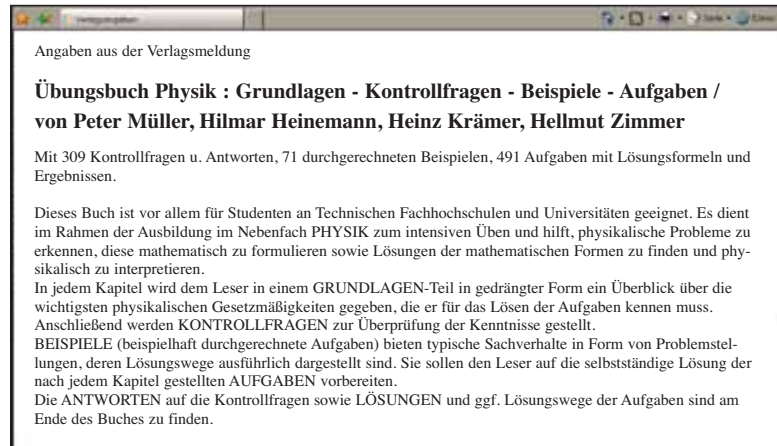 Verlagsangaben
Angaben aus der Verlagsmeldung
Übungsbuch Physik : Grundlagen - Kontrollfragen - Beispiele - Aufgaben /
von Peter Müller, Hilmar Heinemann, Heinz Krämer, Hellmut Zimmer
Mit 309 Kontrollfragen u. Antworten, 71 durchgerechneten Beispielen, 491 Aufgaben mit Lösungsformeln und
Ergebnissen.
Dieses Buch ist vor allem für Studenten an Technischen Fachhochschulen und Universitäten geeignet. Es dient
im Rahmen der Ausbildung im Nebenfach PHYSIK zum intensiven Üben und hilft, physikalische Probleme zu
erkennen, diese mathematisch zu formulieren sowie Lösungen der mathematischen Formen zu finden und phy-
sikalisch zu interpretieren.
In jedem Kapitel wird dem Leser in einem GRUNDLAGEN-Teil in gedrängter Form ein Überblick über die
wichtigsten physikalischen Gesetzmäßigkeiten gegeben, die er für das Lösen der Aufgaben kennen muss.
Anschließend werden KONTROLLFRAGEN zur Überprüfung der Kenntnisse gestellt.
BEISPIELE (beispielhaft durchgerechnete Aufgaben) bieten typische Sachverhalte in Form von Problemstel-
lungen, deren Lösungswege ausführlich dargestellt sind. Sie sollen den Leser auf die selbstständige Lösung der
nach jedem Kapitel gestellten AUFGABEN vorbereiten.
Die ANTWORTEN auf die Kontrollfragen sowie LÖSUNGEN und ggf. Lösungswege der Aufgaben sind am
Ende des Buches zu finden.